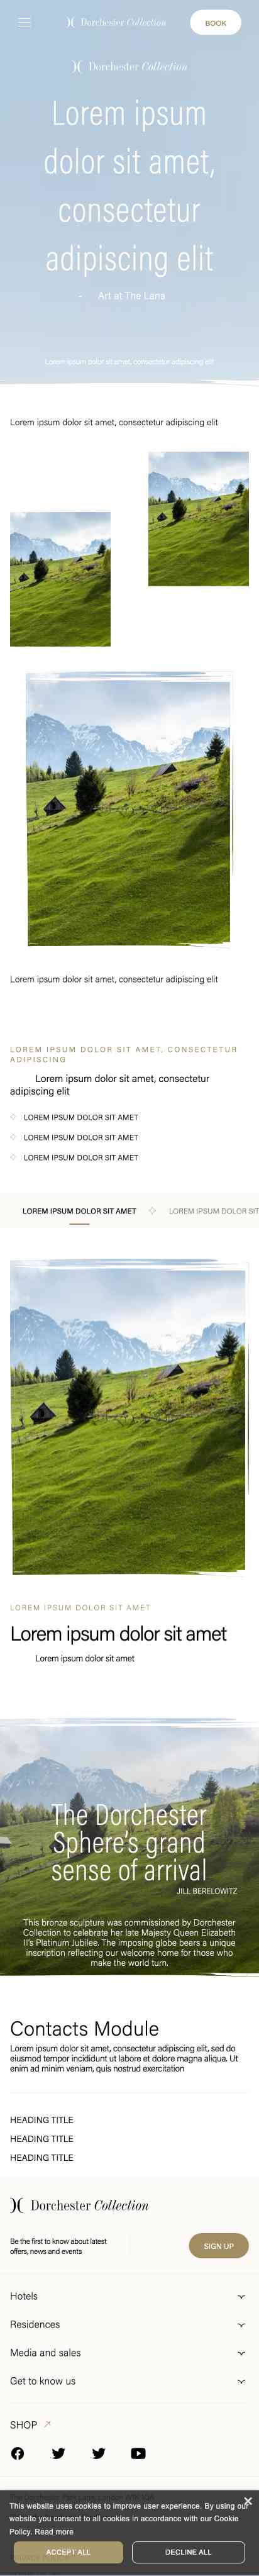 Dorchester Collection
BOOK
Dorchester Collection
Lorem ipsum
dolor sit amet,
consectetur
adipiscing elit
- Art at The Lana
Lorem ipsum dolor sit amet, consectetur adipiscing elit
Lorem ipsum dolor sit amet, consectetur adipiscing elit
Lorem ipsum dolor sit amet, consectetur adipiscing elit
LOREM IPSUM DOLOR SIT AMET, CONSECTETUR
ADIPISCING
Lorem ipsum dolor sit amet, consectetur
adipiscing elit
LOREM IPSUM DOLOR SIT AMET
LOREM IPSUM DOLOR SIT AMET
LOREM IPSUM DOLOR SIT AMET
LOREM IPSUM DOLOR SIT AMET LOREM IPSUM DOLOR SIT
LOREM IPSUM DOLOR SIT AMET
Lorem ipsum dolor sit amet
Lorem ipsum dolor sit amet
The Dorchester
Sphere's grand
sense of arrival
JILL BERELOWITZ
This bronze sculpture was commissioned by Dorchester
Collection to celebrate her late Majesty Queen Elizabeth
II's Platinum Jubilee. The imposing globe bears a unique
inscription reflecting our welcome home for those who
make the world turn.
Contacts Module
Lorem ipsum dolor sit amet, consectetur adipiscing elit, sed do
eiusmod tempor incididunt ut labore et dolore magna aliqua. Ut
enim ad minim veniam, quis nostrud exercitation
HEADING TITLE
HEADING TITLE
HEADING TITLE
Dorchester Collection
Be the first to know about latest
offers, news and events
SIGN UP
Hotels
Residences
Media and sales
Get to know us
SHOP
This website uses cookies to improve user experience. By using our
website you consent to all cookies in accordance with our Cookie
Policy. Read more
ACCEPT ALL
DECLINE ALL